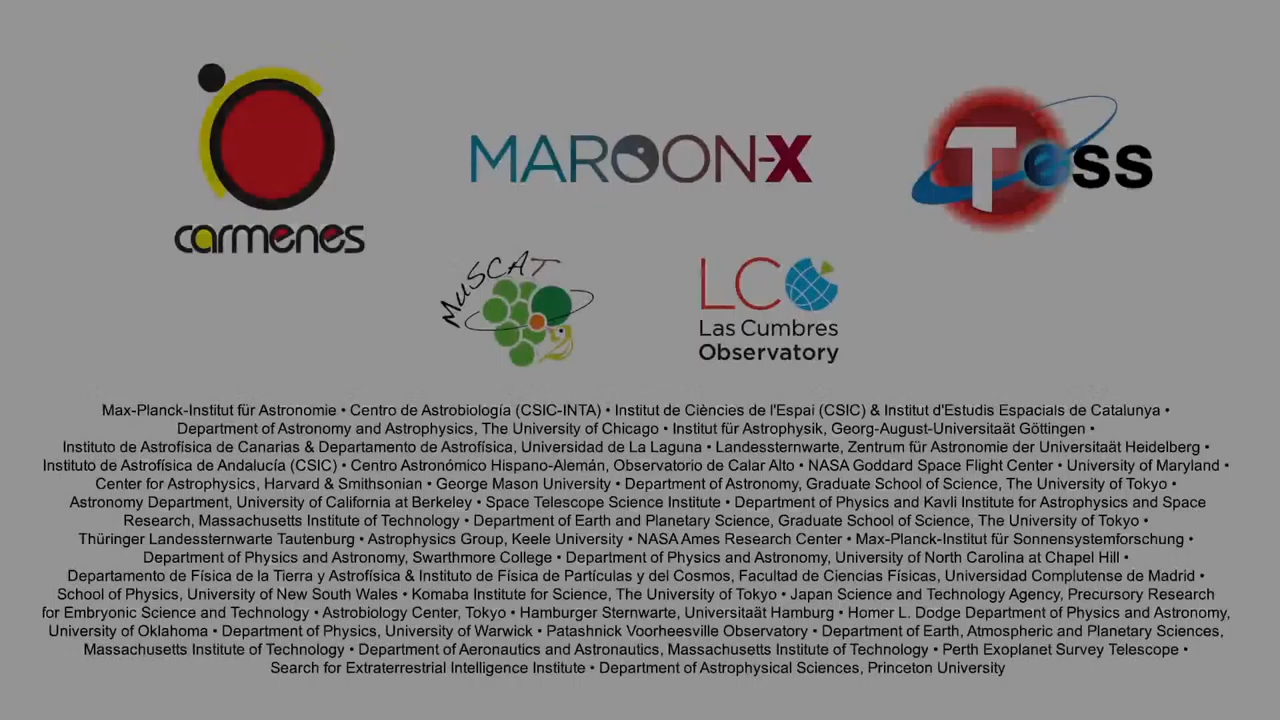 carmenes
MAROON-X
Tess
MuSCAT
LCO
Las Cumbres
Observatory
Max-Planck-Institut für Astronomie • Centro de Astrobiología (CSIC-INTA) • Institut de Ciències de l'Espai (CSIC) & Institut d'Estudis Espacials de Catalunya •
Department of Astronomy and Astrophysics, The University of Chicago • Institut für Astrophysik, Georg-August-Universitaät Göttingen •
Instituto de Astrofísica de Canarias & Departamento de Astrofísica, Universidad de La Laguna • Landessternwarte, Zentrum für Astronomie der Universitaät Heidelberg •
Instituto de Astrofísica de Andalucía (CSIC) • Centro Astronómico Hispano-Alemán, Observatorio de Calar Alto • NASA Goddard Space Flight Center • University of Maryland •
Center for Astrophysics, Harvard & Smithsonian • George Mason University • Department of Astronomy, Graduate School of Science, The University of Tokyo •
Astronomy Department, University of California at Berkeley • Space Telescope Science Institute • Department of Physics and Kavli Institute for Astrophysics and Space
Research, Massachusetts Institute of Technology • Department of Earth and Planetary Science, Graduate School of Science, The University of Tokyo •
Thüringer Landessternwarte Tautenburg • Astrophysics Group, Keele University • NASA Ames Research Center • Max-Planck-Institut für Sonnensystemforschung •
Department of Physics and Astronomy, Swarthmore College • Department of Physics and Astronomy, University of North Carolina at Chapel Hill •
Departamento de Física de la Tierra y Astrofísica & Instituto de Física de Partículas y del Cosmos, Facultad de Ciencias Físicas, Universidad Complutense de Madrid •
School of Physics, University of New South Wales • Komaba Institute for Science, The University of Tokyo • Japan Science and Technology Agency, Precursory Research
for Embryonic Science and Technology • Astrobiology Center, Tokyo • Hamburger Sternwarte, Universitaät Hamburg • Homer L. Dodge Department of Physics and Astronomy,
University of Oklahoma • Department of Physics, University of Warwick • Patashnick Voorheesville Observatory • Department of Earth, Atmospheric and Planetary Sciences,
Massachusetts Institute of Technology • Department of Aeronautics and Astronautics, Massachusetts Institute of Technology • Perth Exoplanet Survey Telescope •
Search for Extraterrestrial Intelligence Institute • Department of Astrophysical Sciences, Princeton University